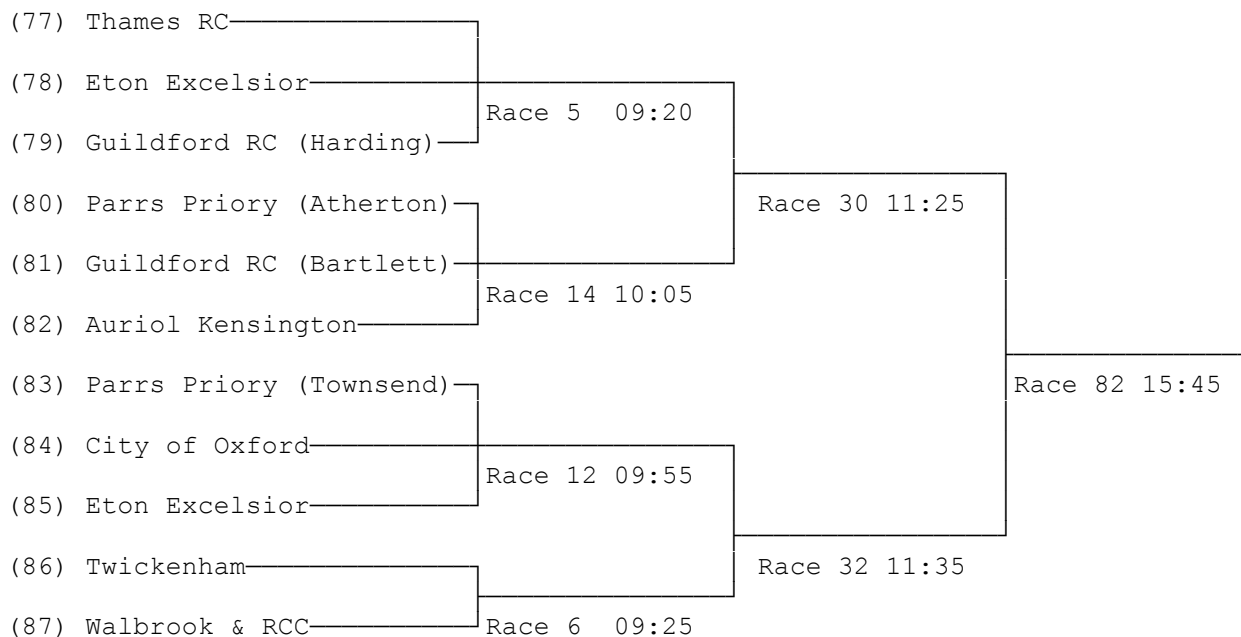 (77) Thames RC
(78) Eton Excelsior
Race 5 09:20
(79) Guildford RC (Harding)
(80) Parrs Priory (Atherton)
Race 30 11:25
(81) Guildford RC (Bartlett)
Race 14 10:05
(82) Auriol Kensington
(83) Parrs Priory (Townsend)
Race 82 15:45
(84) City of Oxford
Race 12 09:55
(85) Eton Excelsior
(86) Twickenham
Race 32 11:35
(87) Walbrook & RCC
Race 6 09:25